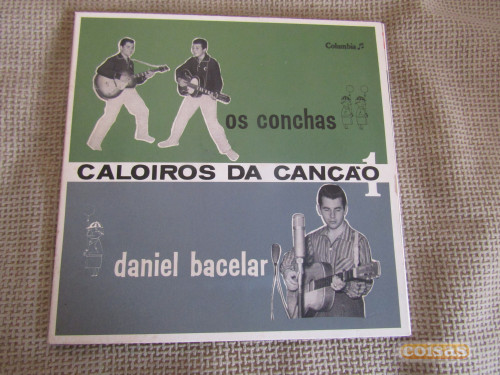 Columbia
os conchas
CALOIROS DA CANÇÃO 1
daniel bacelar
coisas